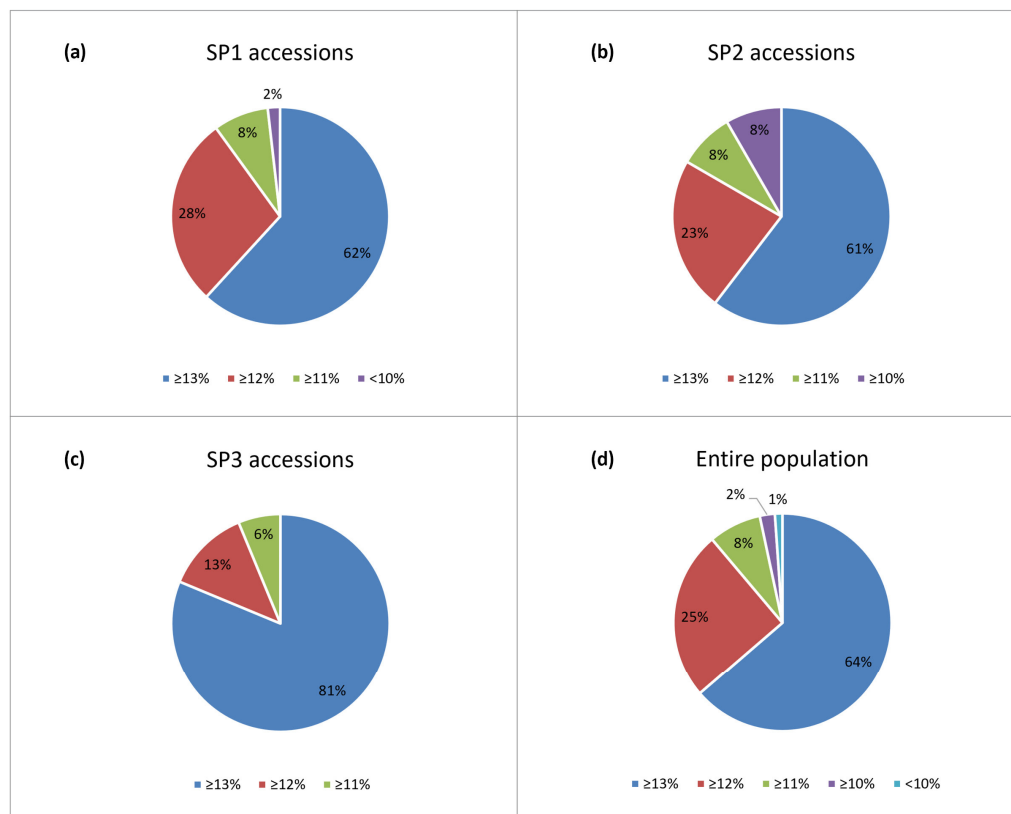 (a) SP1 accessions
2%
8%
28%
62%
≥13% ≥12% ≥11% <10%
(b) SP2 accessions
8%
8%
23%
61%
≥13% ≥12% ≥11% ≥10%
(c) SP3 accessions
6%
13%
81%
≥13% ≥12% ≥11%
(d) Entire population
2% 1%
8%
25%
64%
≥13% ≥12% ≥11% ≥10% <10%